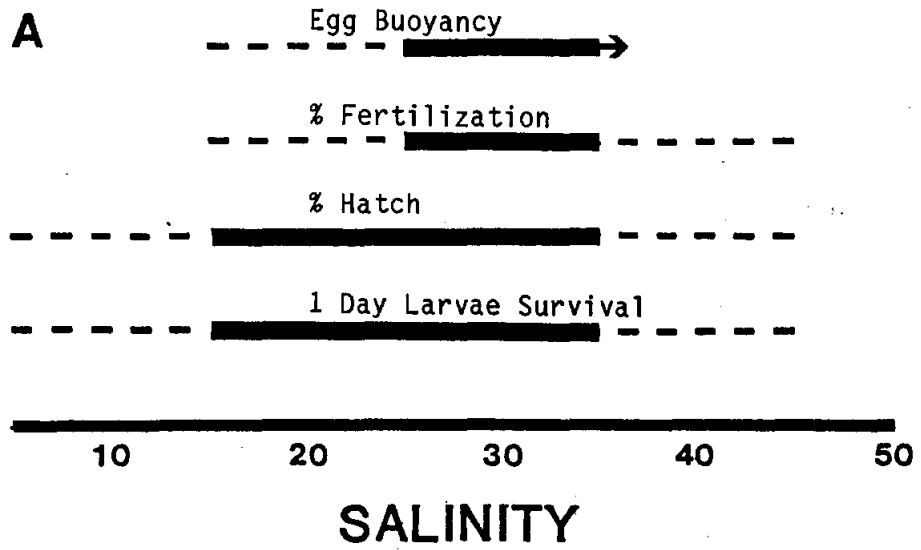 A
Egg Buoyancy
% Fertilization
% Hatch
1 Day Larvae Survival
10 20 30 40 50
SALINITY